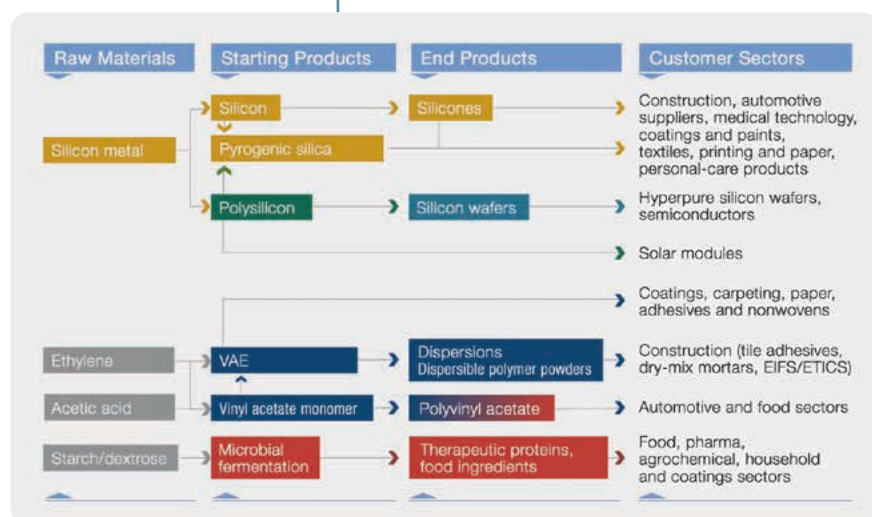 Raw Materials
Starting Products
End Products
Customer Sectors
Silicon metal
Silicon
Silicones
Construction, automotive
suppliers, medical technology,
coatings and paints,
textiles, printing and paper,
personal-care products
Pyrogenic silica
Polysilicon
Silicon wafers
Hyperpure silicon wafers,
semiconductors
Solar modules
Coatings, carpeting, paper,
adhesives and nonwovens
Ethylene
VAE
Dispersions
Dispersible polymer powders
Construction (tile adhesives,
dry-mix mortars, EIFS/ETICS)
Acetic acid
Vinyl acetate monomer
Polyvinyl acetate
Automotive and food sectors
Starch/dextrose
Microbial
fermentation
Therapeutic proteins,
food ingredients
Food, pharma,
agrochemical, household
and coatings sectors